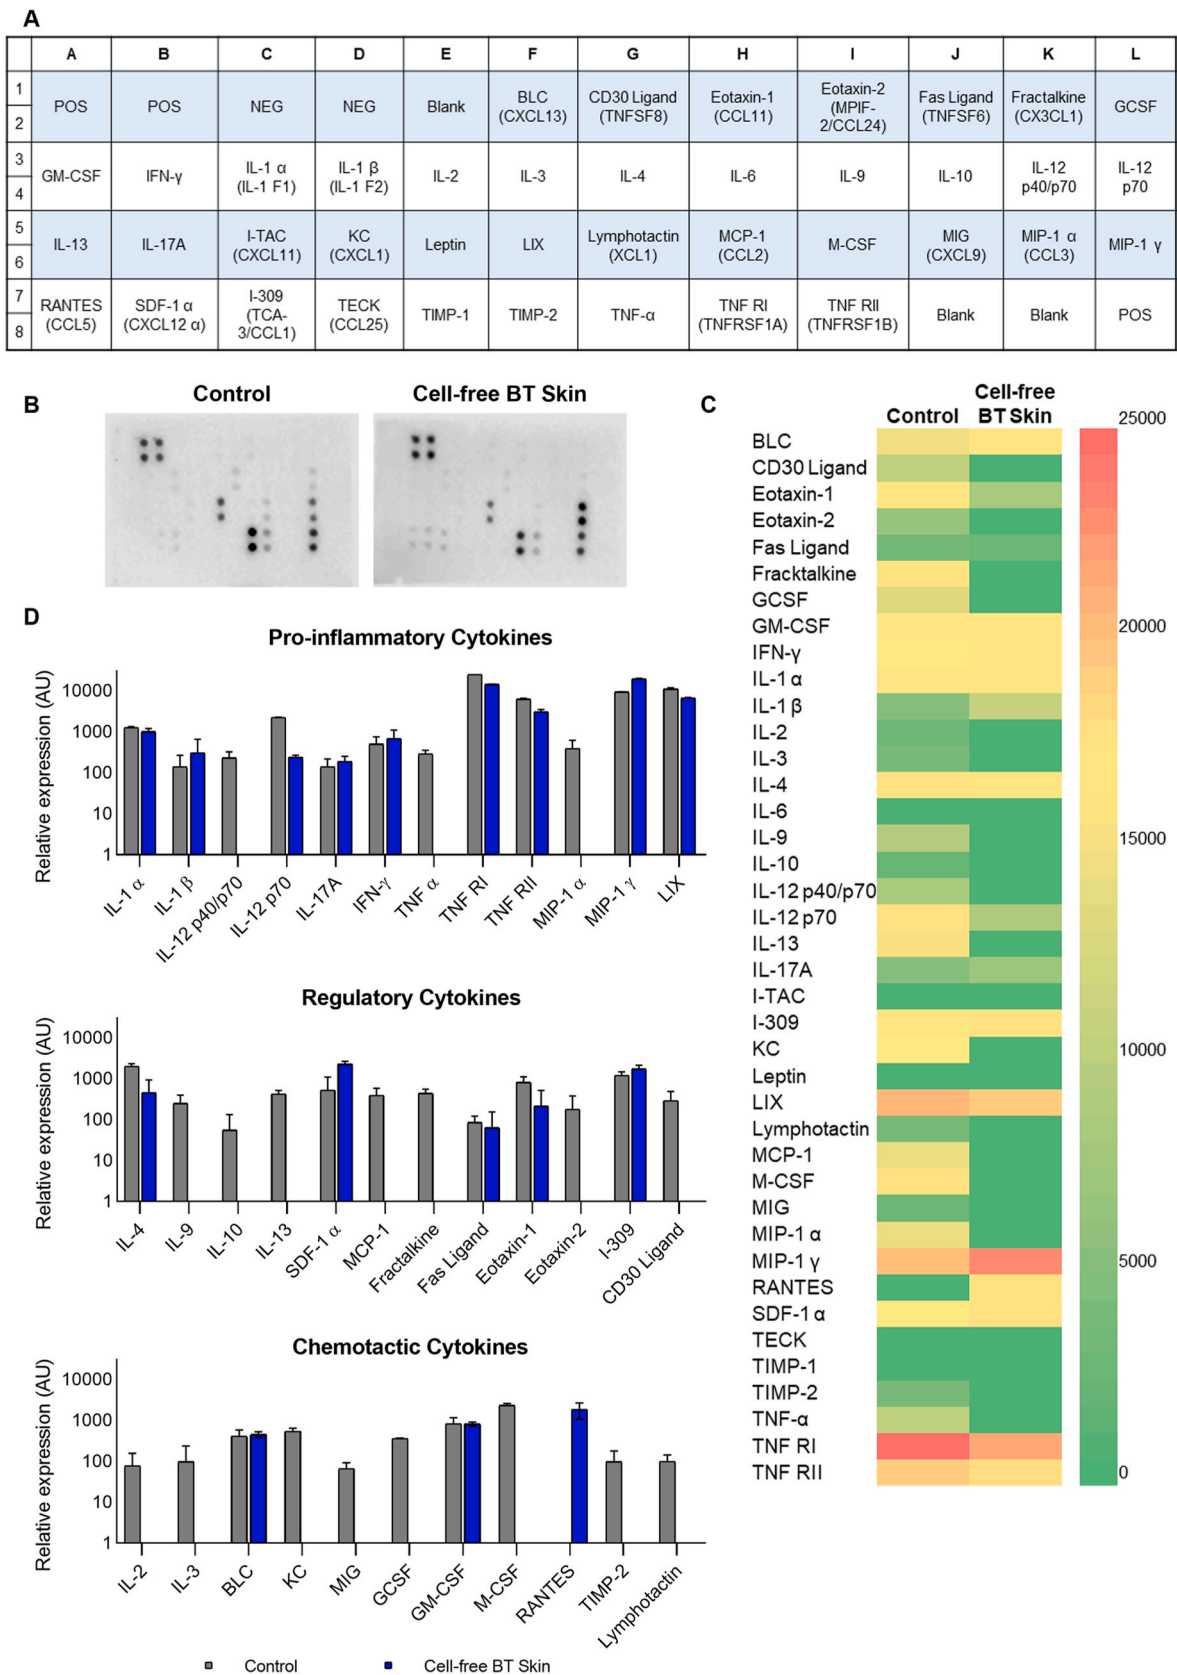 A
A B C D E F G H I J K L
1 2 POS POS NEG NEG Blank BLC (CXCL13) CD30 Ligand (TNFSF8) Eotaxin-1 (CCL11) Eotaxin-2 (MPIF-2/CCL24) Fas Ligand (TNFSF6) Fractalkine (CX3CL1) GCSF
3 4 GM-CSF IFN-γ IL-1 α (IL-1 F1) IL-1 β (IL-1 F2) IL-2 IL-3 IL-4 IL-6 IL-9 IL-10 IL-12 p40/p70 IL-12 p70
5 6 IL-13 IL-17A I-TAC (CXCL11) KC (CXCL1) Leptin LIX Lymphotactin (XCL1) MCP-1 (CCL2) M-CSF MIG (CXCL9) MIP-1 α (CCL3) MIP-1 γ
7 8 RANTES (CCL5) SDF-1 α (CXCL12 α) I-309 (TCA-3/CCL1) TECK (CCL25) TIMP-1 TIMP-2 TNF-α TNF RI (TNFRSF1A) TNF RII (TNFRSF1B) Blank Blank POS
B
Control
Cell-free BT Skin
C
Control
Cell-free
BT Skin
BLC
CD30 Ligand
Eotaxin-1
Eotaxin-2
Fas Ligand
Fracktalkine
GCSF
GM-CSF
IFN-γ
IL-1 α
IL-1 β
IL-2
IL-3
IL-4
IL-6
IL-9
IL-10
IL-12 p40/p70
IL-12 p70
IL-13
IL-17A
I-TAC
I-309
KC
Leptin
LIX
Lymphotactin
MCP-1
M-CSF
MIG
MIP-1 α
MIP-1 γ
RANTES
SDF-1 α
TECK
TIMP-1
TIMP-2
TNF-α
TNF RI
TNF RII
25000
20000
15000
10000
5000
0
D
Pro-inflammatory Cytokines
Relative expression (AU)
10000
1000
100
10
1
IL-1 α
IL-1 β
IL-12 p40/p70
IL-12 p70
IL-17A
IFN-γ
TNF α
TNF RI
TNF RII
MIP-1 α
MIP-1 γ
LIX
Regulatory Cytokines
Relative expression (AU)
10000
1000
100
10
1
IL-4
IL-9
IL-10
IL-13
SDF-1 α
MCP-1
Fractalkine
Fas Ligand
Eotaxin-1
Eotaxin-2
I-309
CD30 Ligand
Chemotactic Cytokines
Relative expression (AU)
10000
1000
100
10
1
IL-2
IL-3
BLC
KC
MIG
GCSF
GM-CSF
M-CSF
RANTES
TIMP-2
Lymphotactin
Control
Cell-free BT Skin